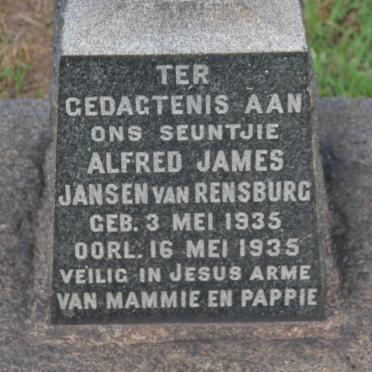 TER
GEDAGTENIS AAN
ONS SEUNTJIE
ALFRED JAMES
JANSEN VAN RENSBURG
GEB. 3 MEI 1935
OORL. 16 MEI 1935
VEÏLIG IN JESUS ARME
VAN MAMMIE EN PAPPIE